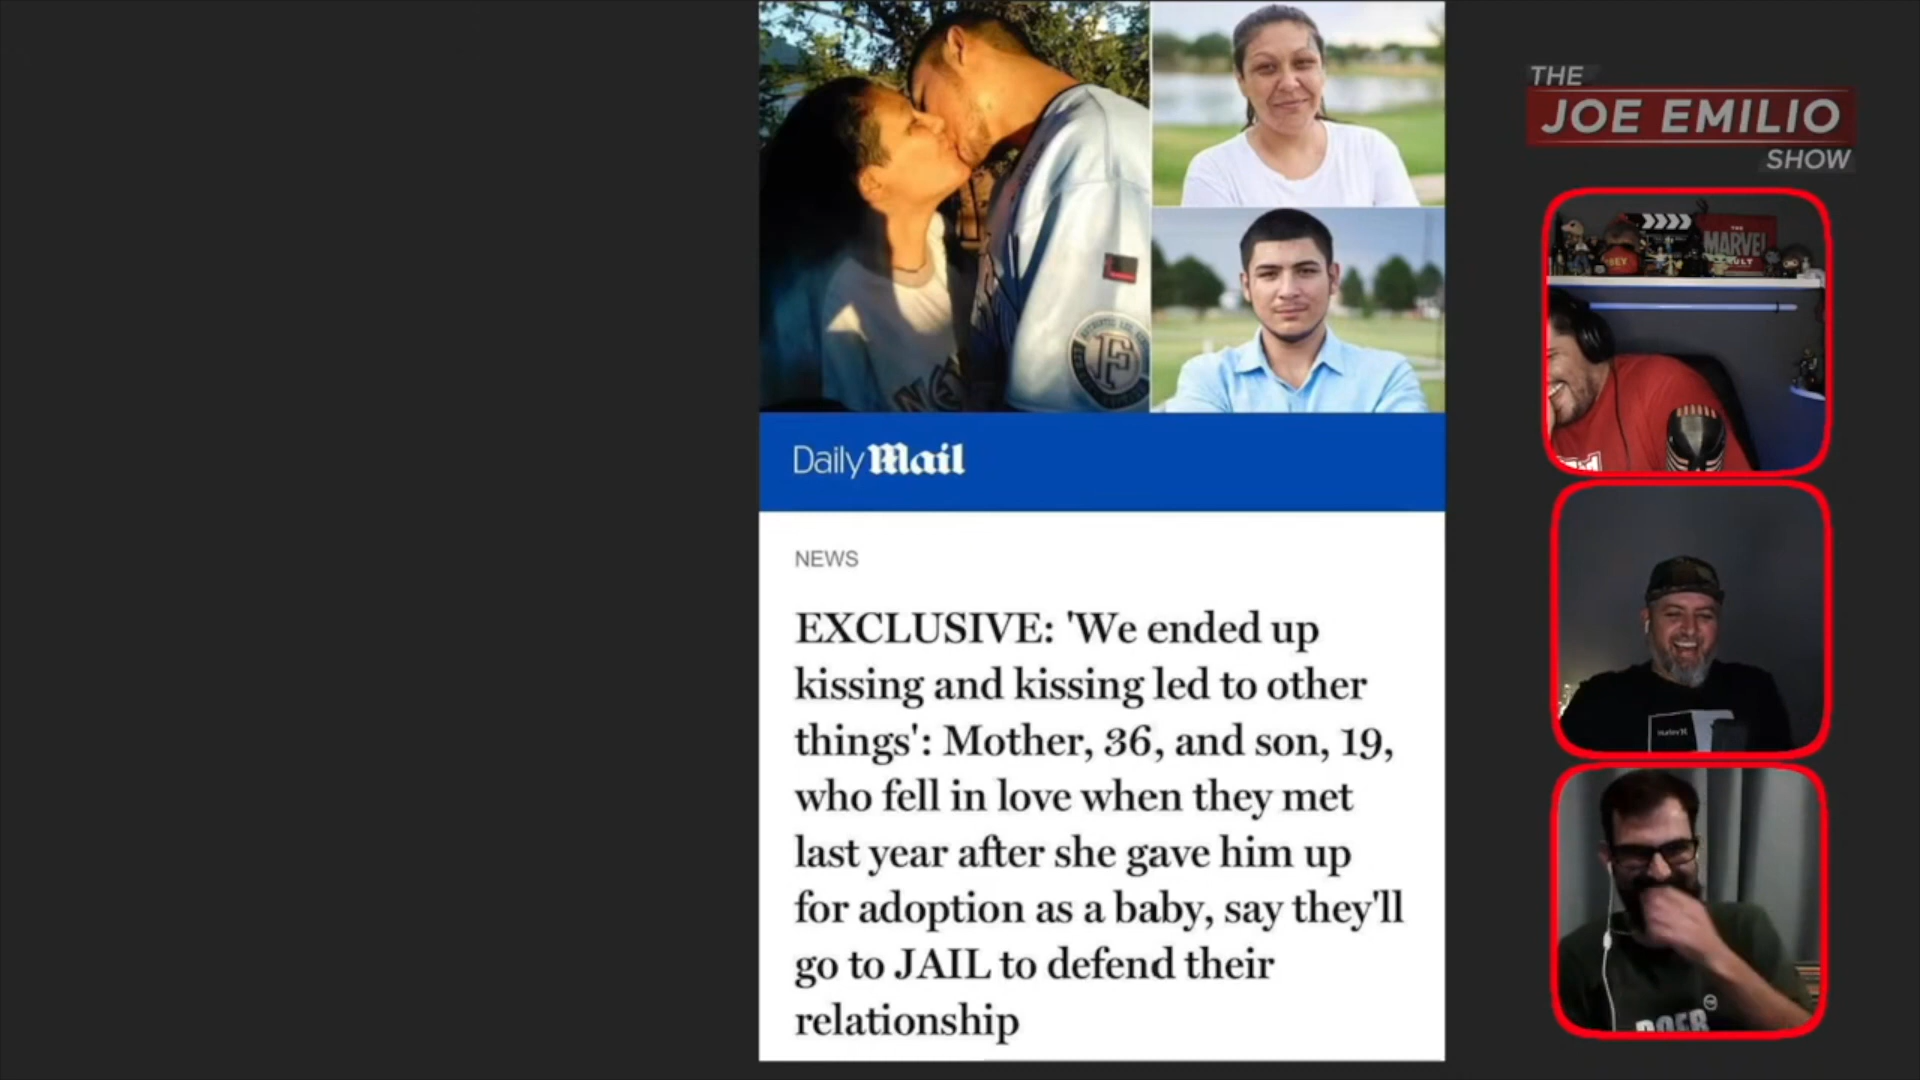 THE
JOE EMILIO
SHOW
Daily Mail
NEWS
EXCLUSIVE: 'We ended up
kissing and kissing led to other
things': Mother, 36, and son, 19,
who fell in love when they met
last year after she gave him up
for adoption as a baby, say they'll
go to JAIL to defend their
relationship
THE
MARVEL
Hurley